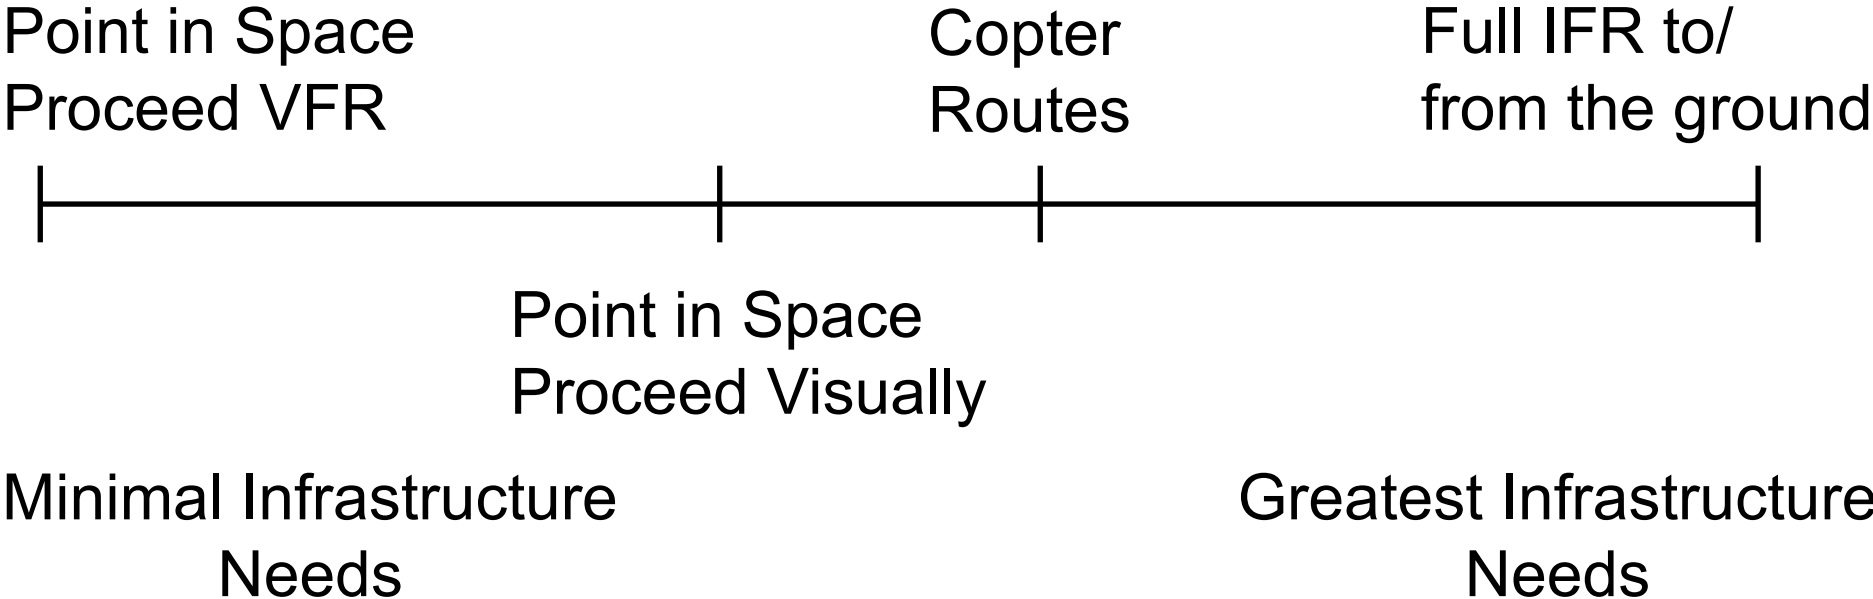 Point in Space
Proceed VFR
Copter
Routes
Full IFR to/
from the ground
Point in Space
Proceed Visually
Minimal Infrastructure
Needs
Greatest Infrastructure
Needs